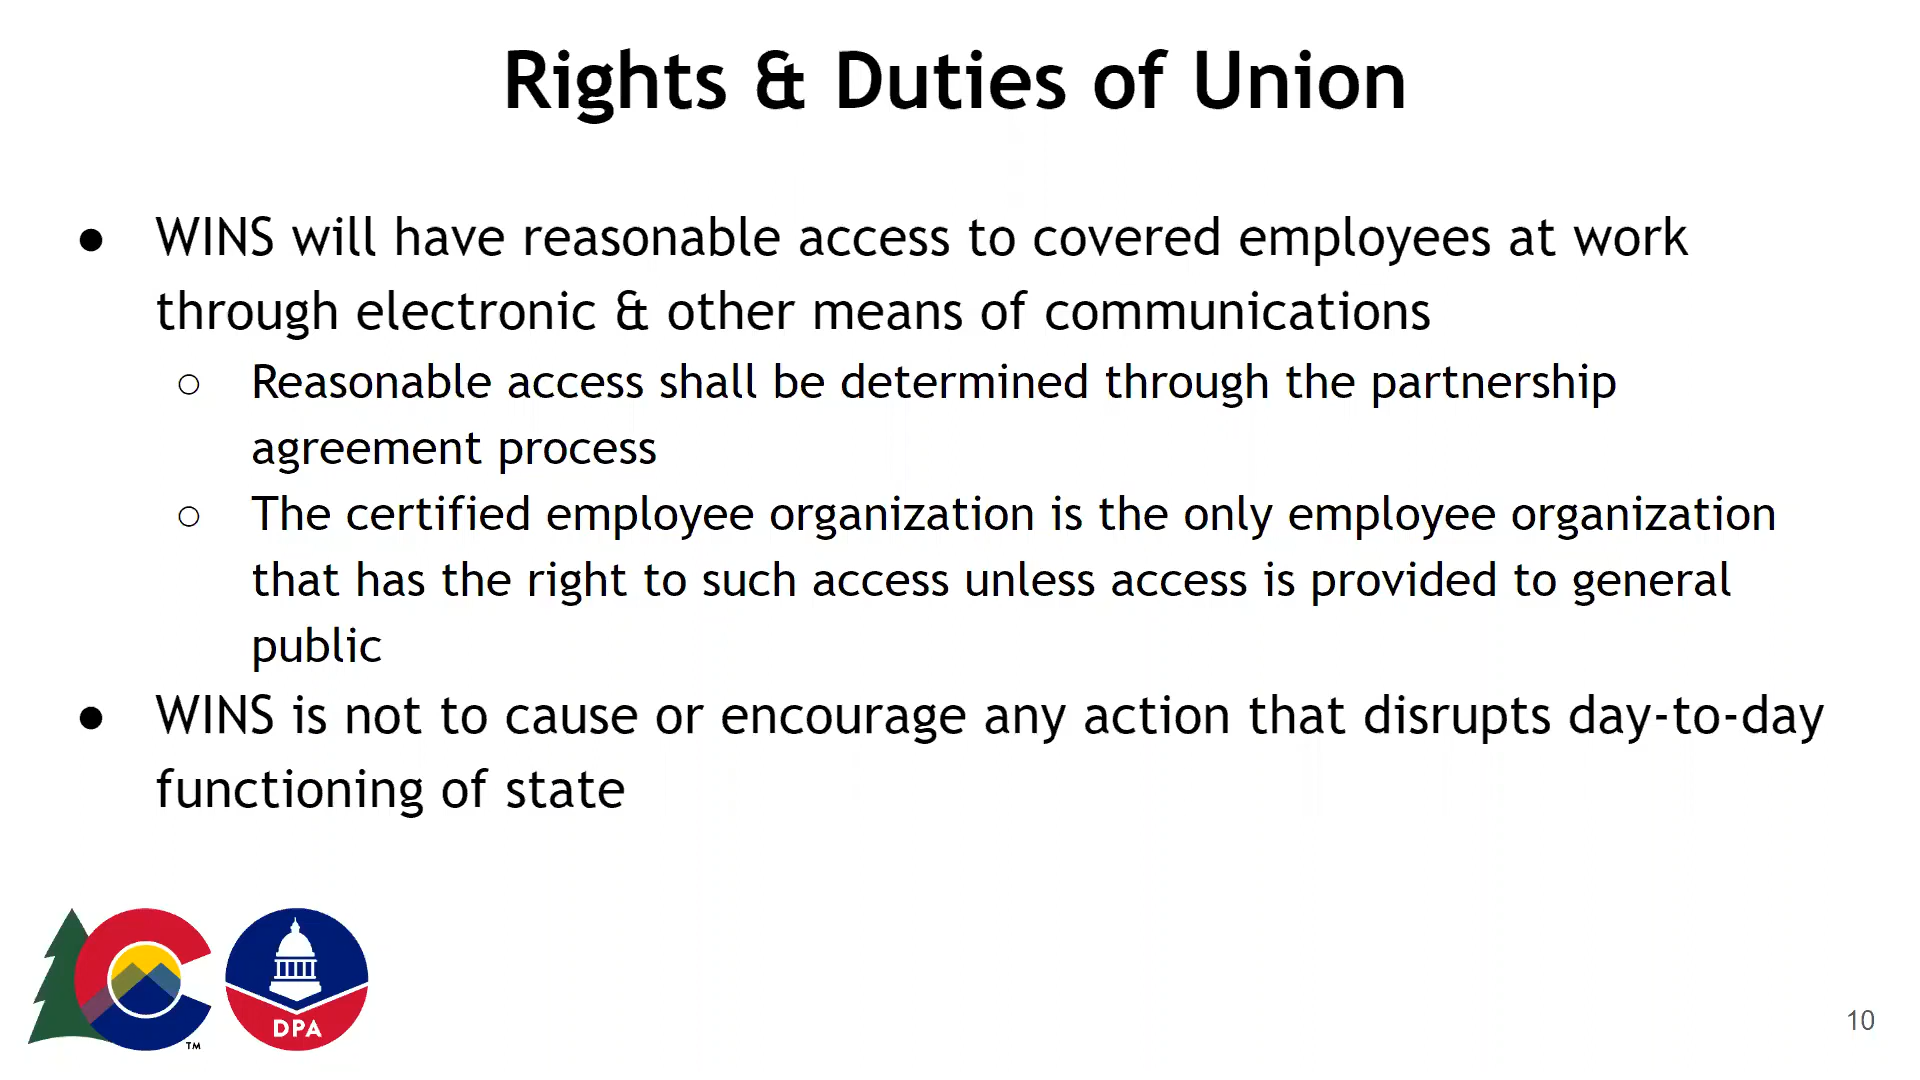 Rights & Duties of Union
● WINS will have reasonable access to covered employees at work
through electronic & other means of communications
○ Reasonable access shall be determined through the partnership
agreement process
○ The certified employee organization is the only employee organization
that has the right to such access unless access is provided to general
public
● WINS is not to cause or encourage any action that disrupts day-to-day
functioning of state
TM
DPA
10